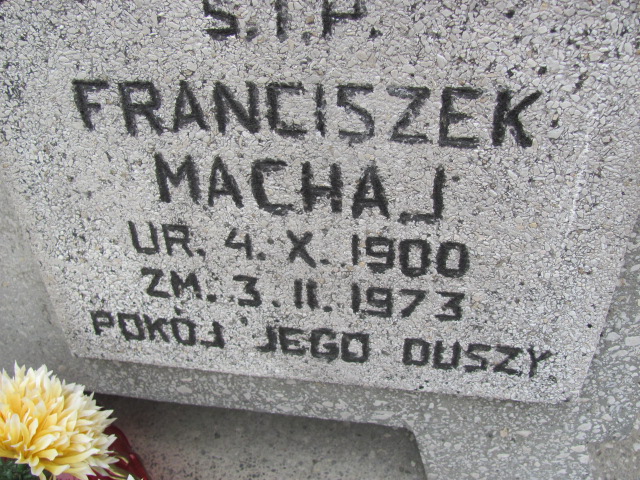 Ś.†P.
FRANCISZEK
MACHAJ
UR. 4. X. 1900
ZM. 3. II. 1973
POKÓJ JEGO DUSZY